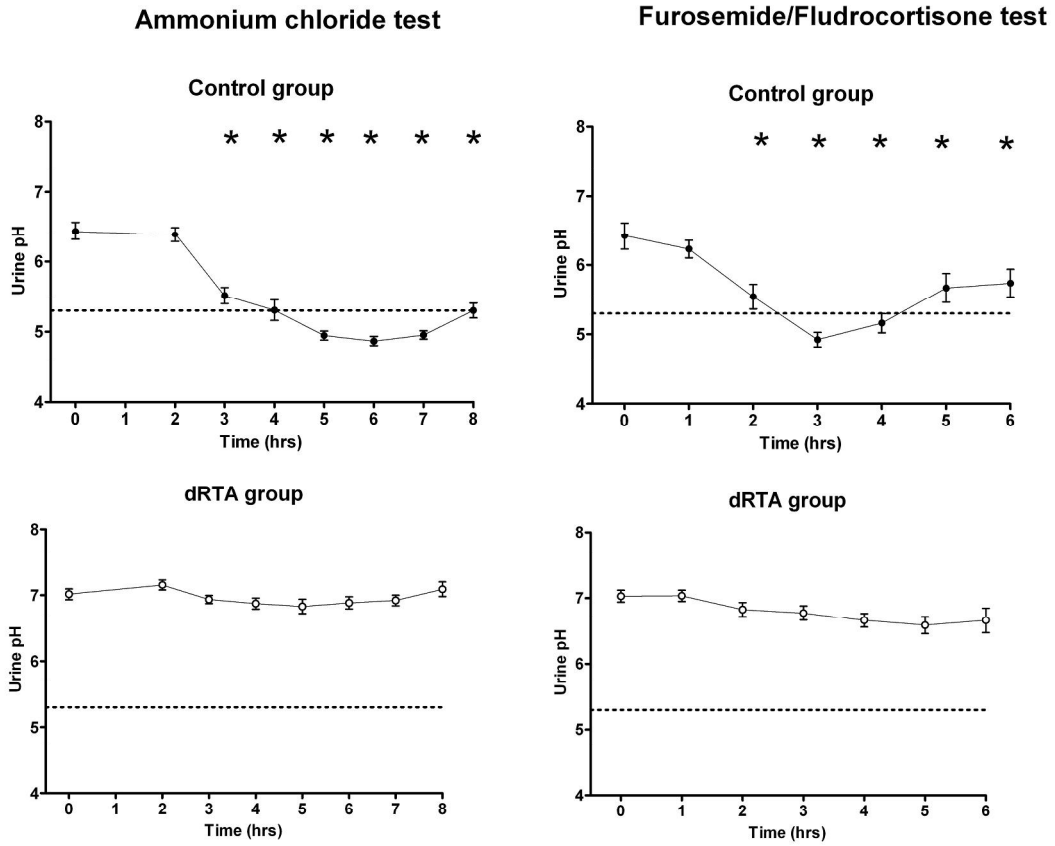 Ammonium chloride test
Furosemide/Fludrocortisone test
Control group
* * * * * *
8
7
6
5
4
Urine pH
0 1 2 3 4 5 6 7 8
Time (hrs)
Control group
* * * * *
8
7
6
5
4
Urine pH
0 1 2 3 4 5 6
Time (hrs)
dRTA group
8
7
6
5
4
Urine pH
0 1 2 3 4 5 6 7 8
Time (hrs)
dRTA group
8
7
6
5
4
Urine pH
0 1 2 3 4 5 6
Time (hrs)